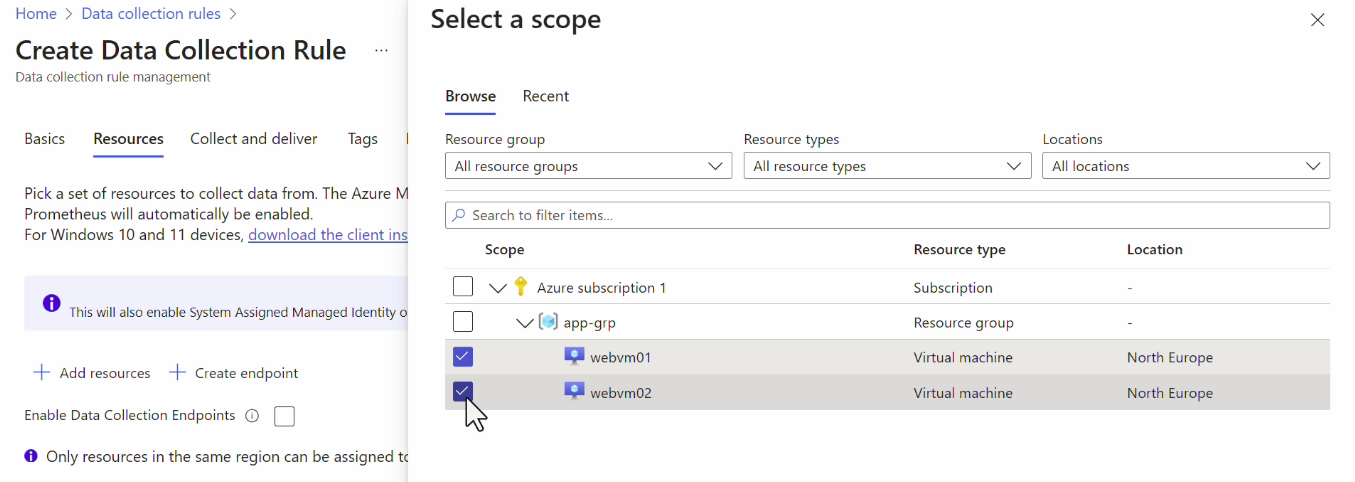 Home > Data collection rules >
Create Data Collection Rule ...
Data collection rule management
Basics Resources Collect and deliver Tags
Pick a set of resources to collect data from. The Azure M
Prometheus will automatically be enabled.
For Windows 10 and 11 devices, download the client ins
This will also enable System Assigned Managed Identity o
+ Add resources + Create endpoint
Enable Data Collection Endpoints
Only resources in the same region can be assigned to
Select a scope
Browse Recent
Resource group Resource types Locations
All resource groups All resource types All locations
Search to filter items...
Scope Resource type Location
Azure subscription 1 Subscription -
app-grp Resource group -
webvm01 Virtual machine North Europe
webvm02 Virtual machine North Europe